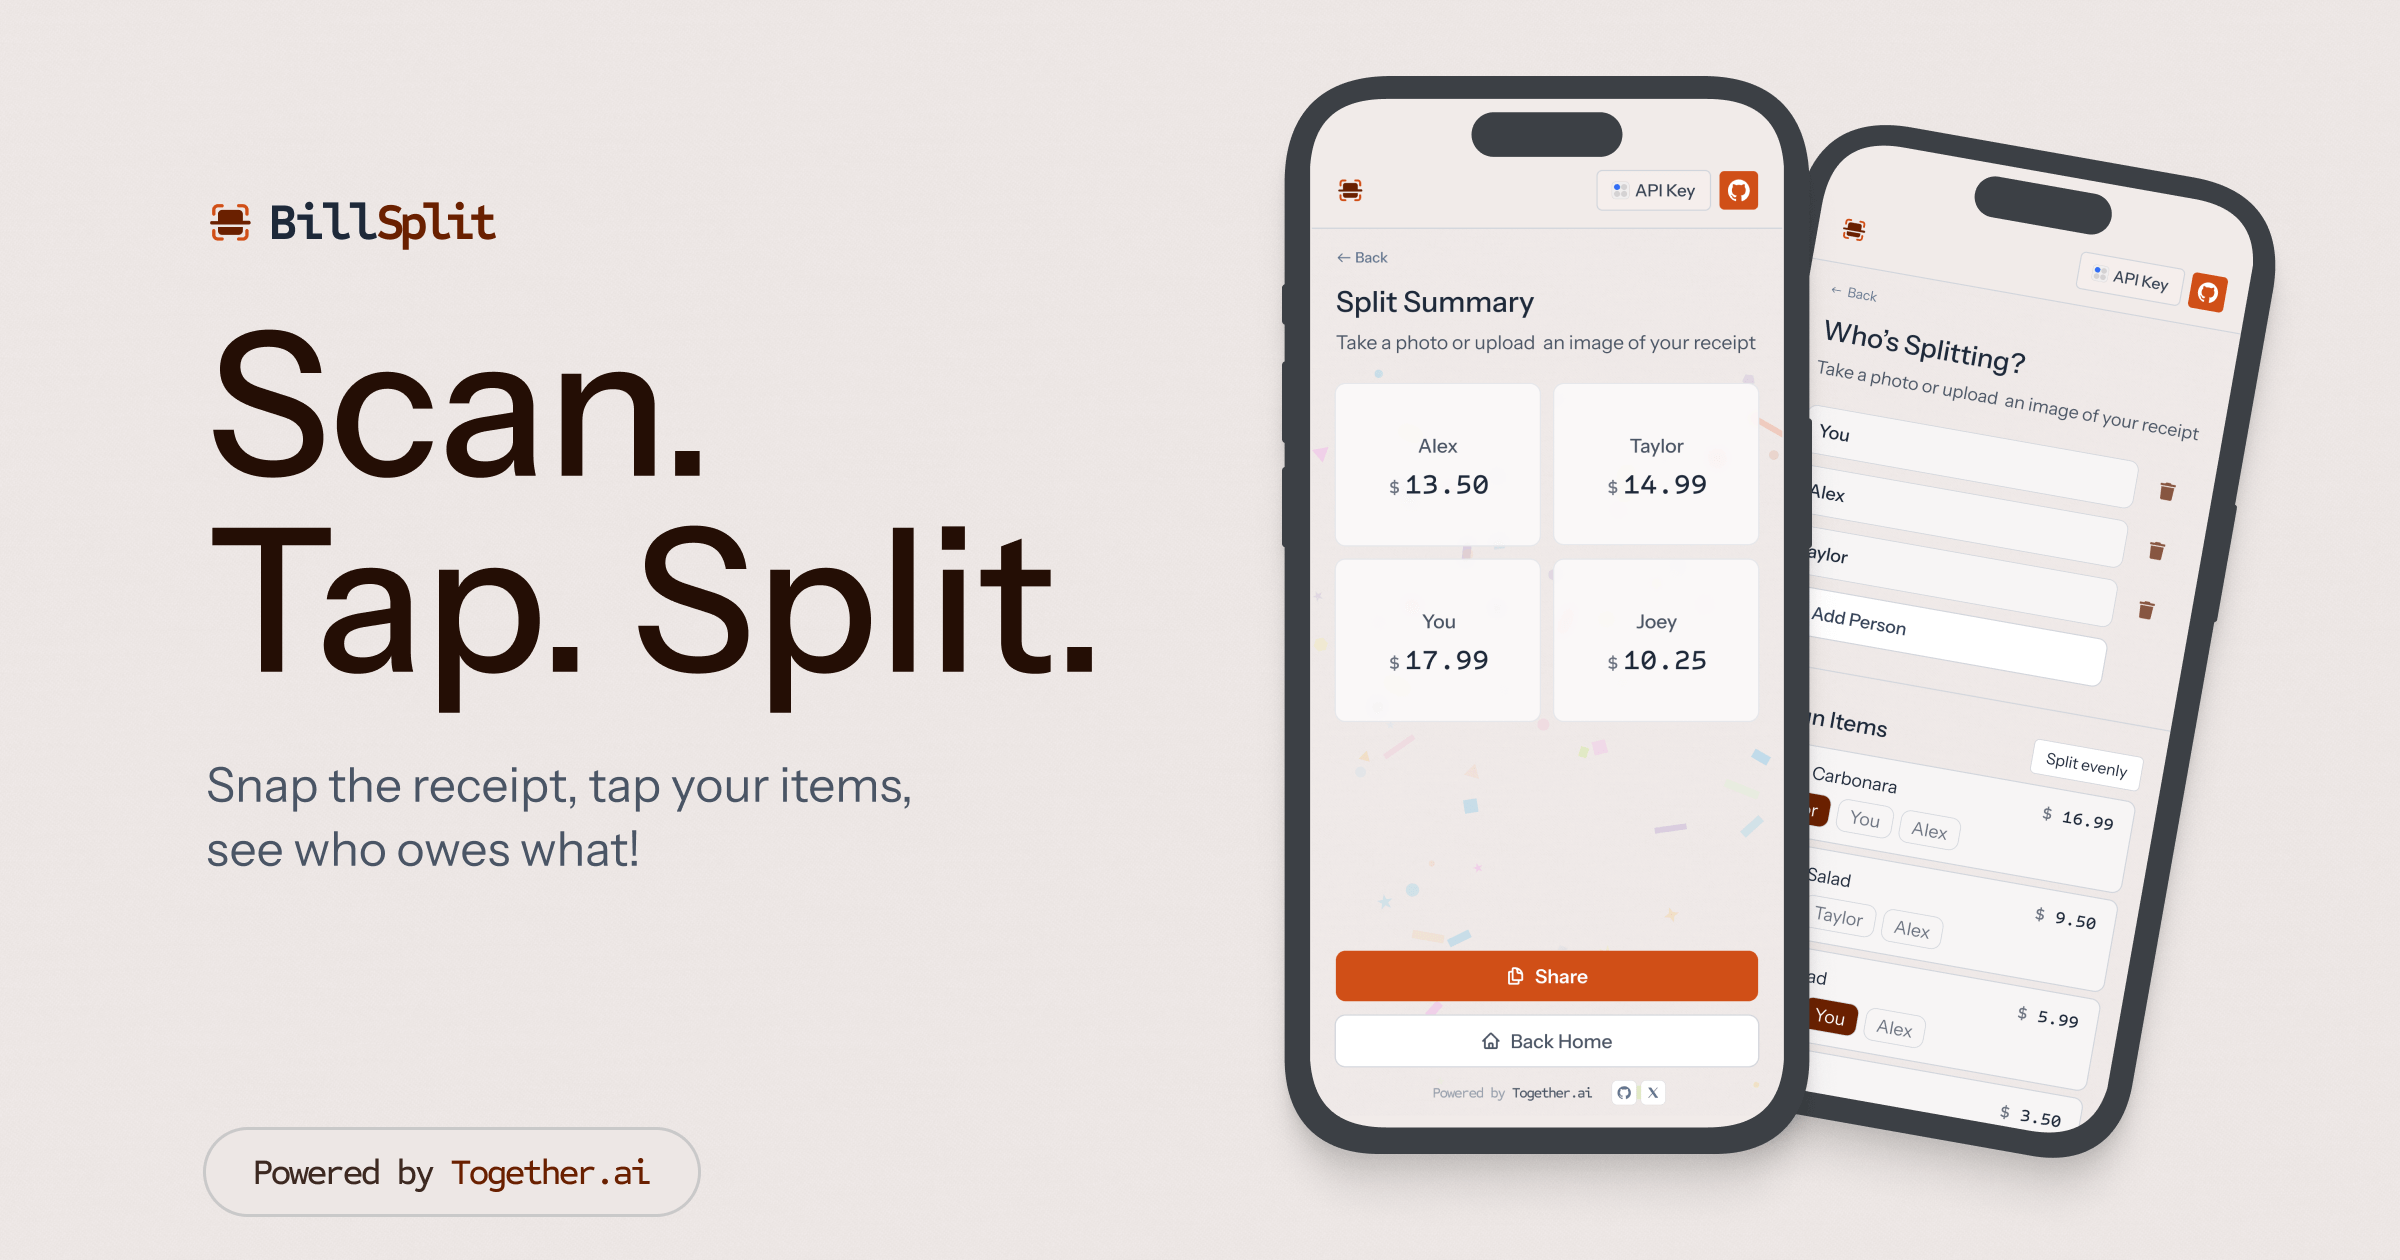 BillSplit
Scan.
Tap. Split.
Snap the receipt, tap your items,
see who owes what!
Powered by Together.ai
API Key
← Back
Split Summary
Take a photo or upload an image of your receipt
Alex
$ 13.50
Taylor
$ 14.99
You
$ 17.99
Joey
$ 10.25
Share
Back Home
Powered by Together.ai
API Key
← Back
Who's Splitting?
Take a photo or upload an image of your receipt
You
Alex
aylor
Add Person
Items
Split evenly
Carbonara
$ 16.99
You
Alex
Salad
$ 9.50
Taylor
Alex
ad
$ 5.99
You
Alex
$ 3.50